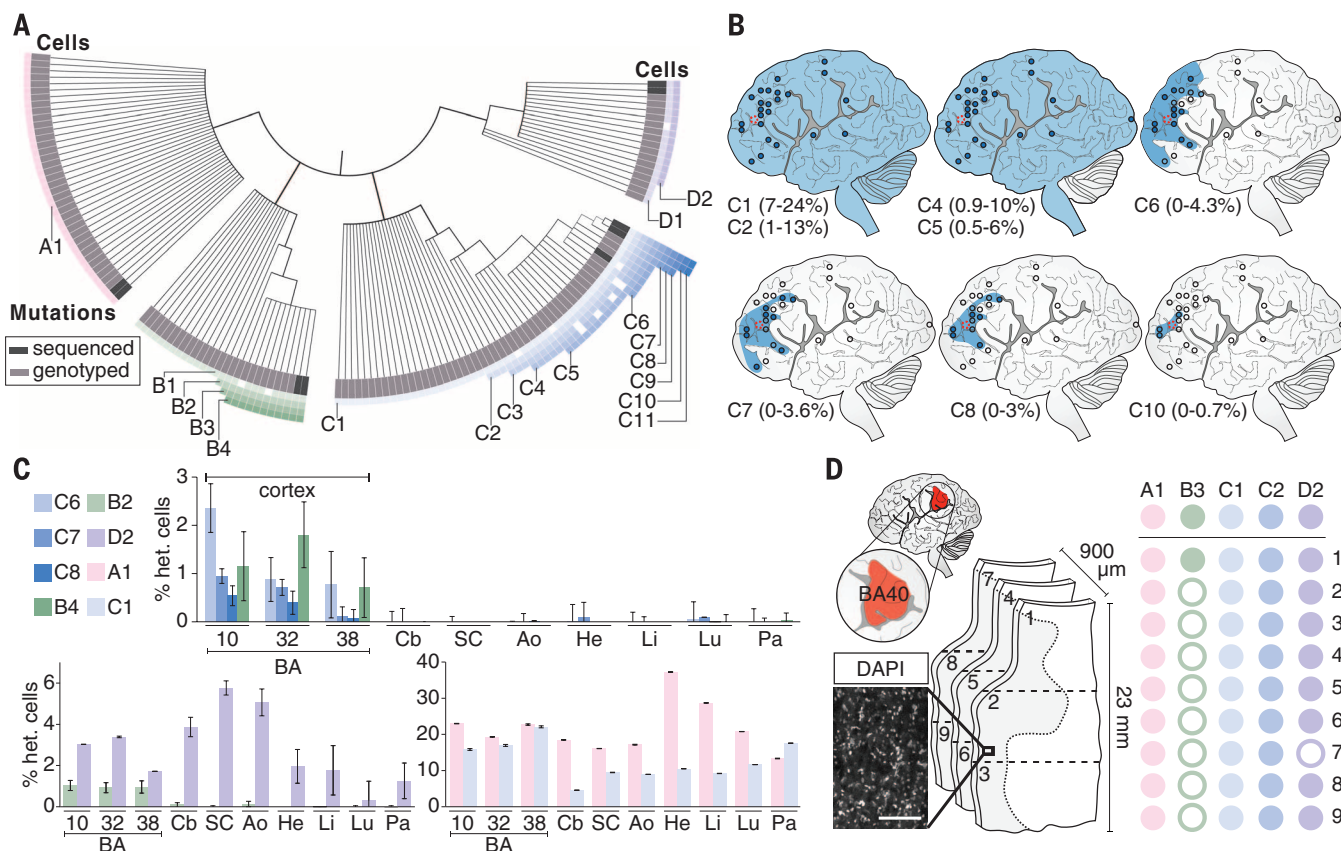 A
Cells
Cells
A1
D2
D1
Mutations
sequenced
genotyped
B1
B2
B3
B4
C1
C2
C3
C4
C5
C6
C7
C8
C9
C10
C11
B
C1 (7-24%)
C2 (1-13%)
C4 (0.9-10%)
C5 (0.5-6%)
C6 (0-4.3%)
C7 (0-3.6%)
C8 (0-3%)
C10 (0-0.7%)
C
C6 B2
C7 D2
C8 A1
B4 C1
% het. cells
3
2
1
0
cortex
10 32 38 Cb SC Ao He Li Lu Pa
BA
% het. cells
6
4
2
0
10 32 38 Cb SC Ao He Li Lu Pa
BA
40
30
20
10
0
10 32 38 Cb SC Ao He Li Lu Pa
BA
D
BA40
DAPI
900
µm
23 mm
7
4
1
8
5
2
9
6
3
A1 B3 C1 C2 D2
1
2
3
4
5
6
7
8
9